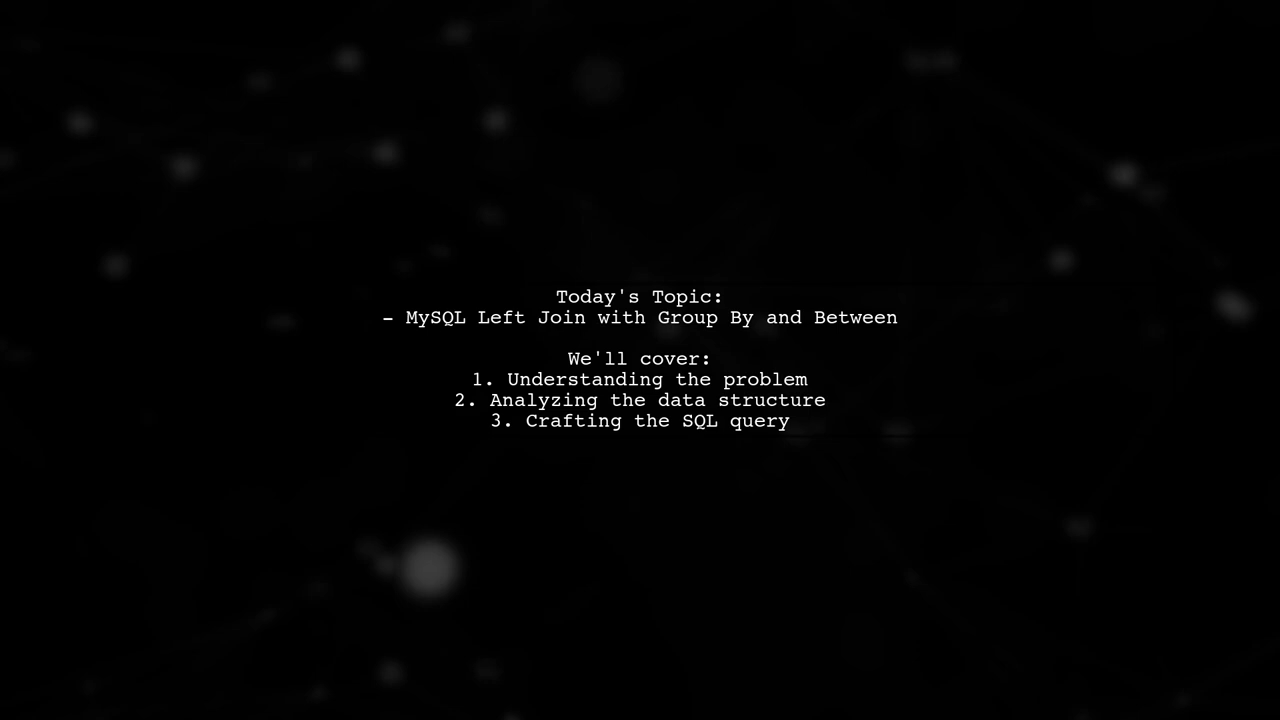 Today's Topic:
- MySQL Left Join with Group By and Between
We'll cover:
1. Understanding the problem
2. Analyzing the data structure
3. Crafting the SQL query